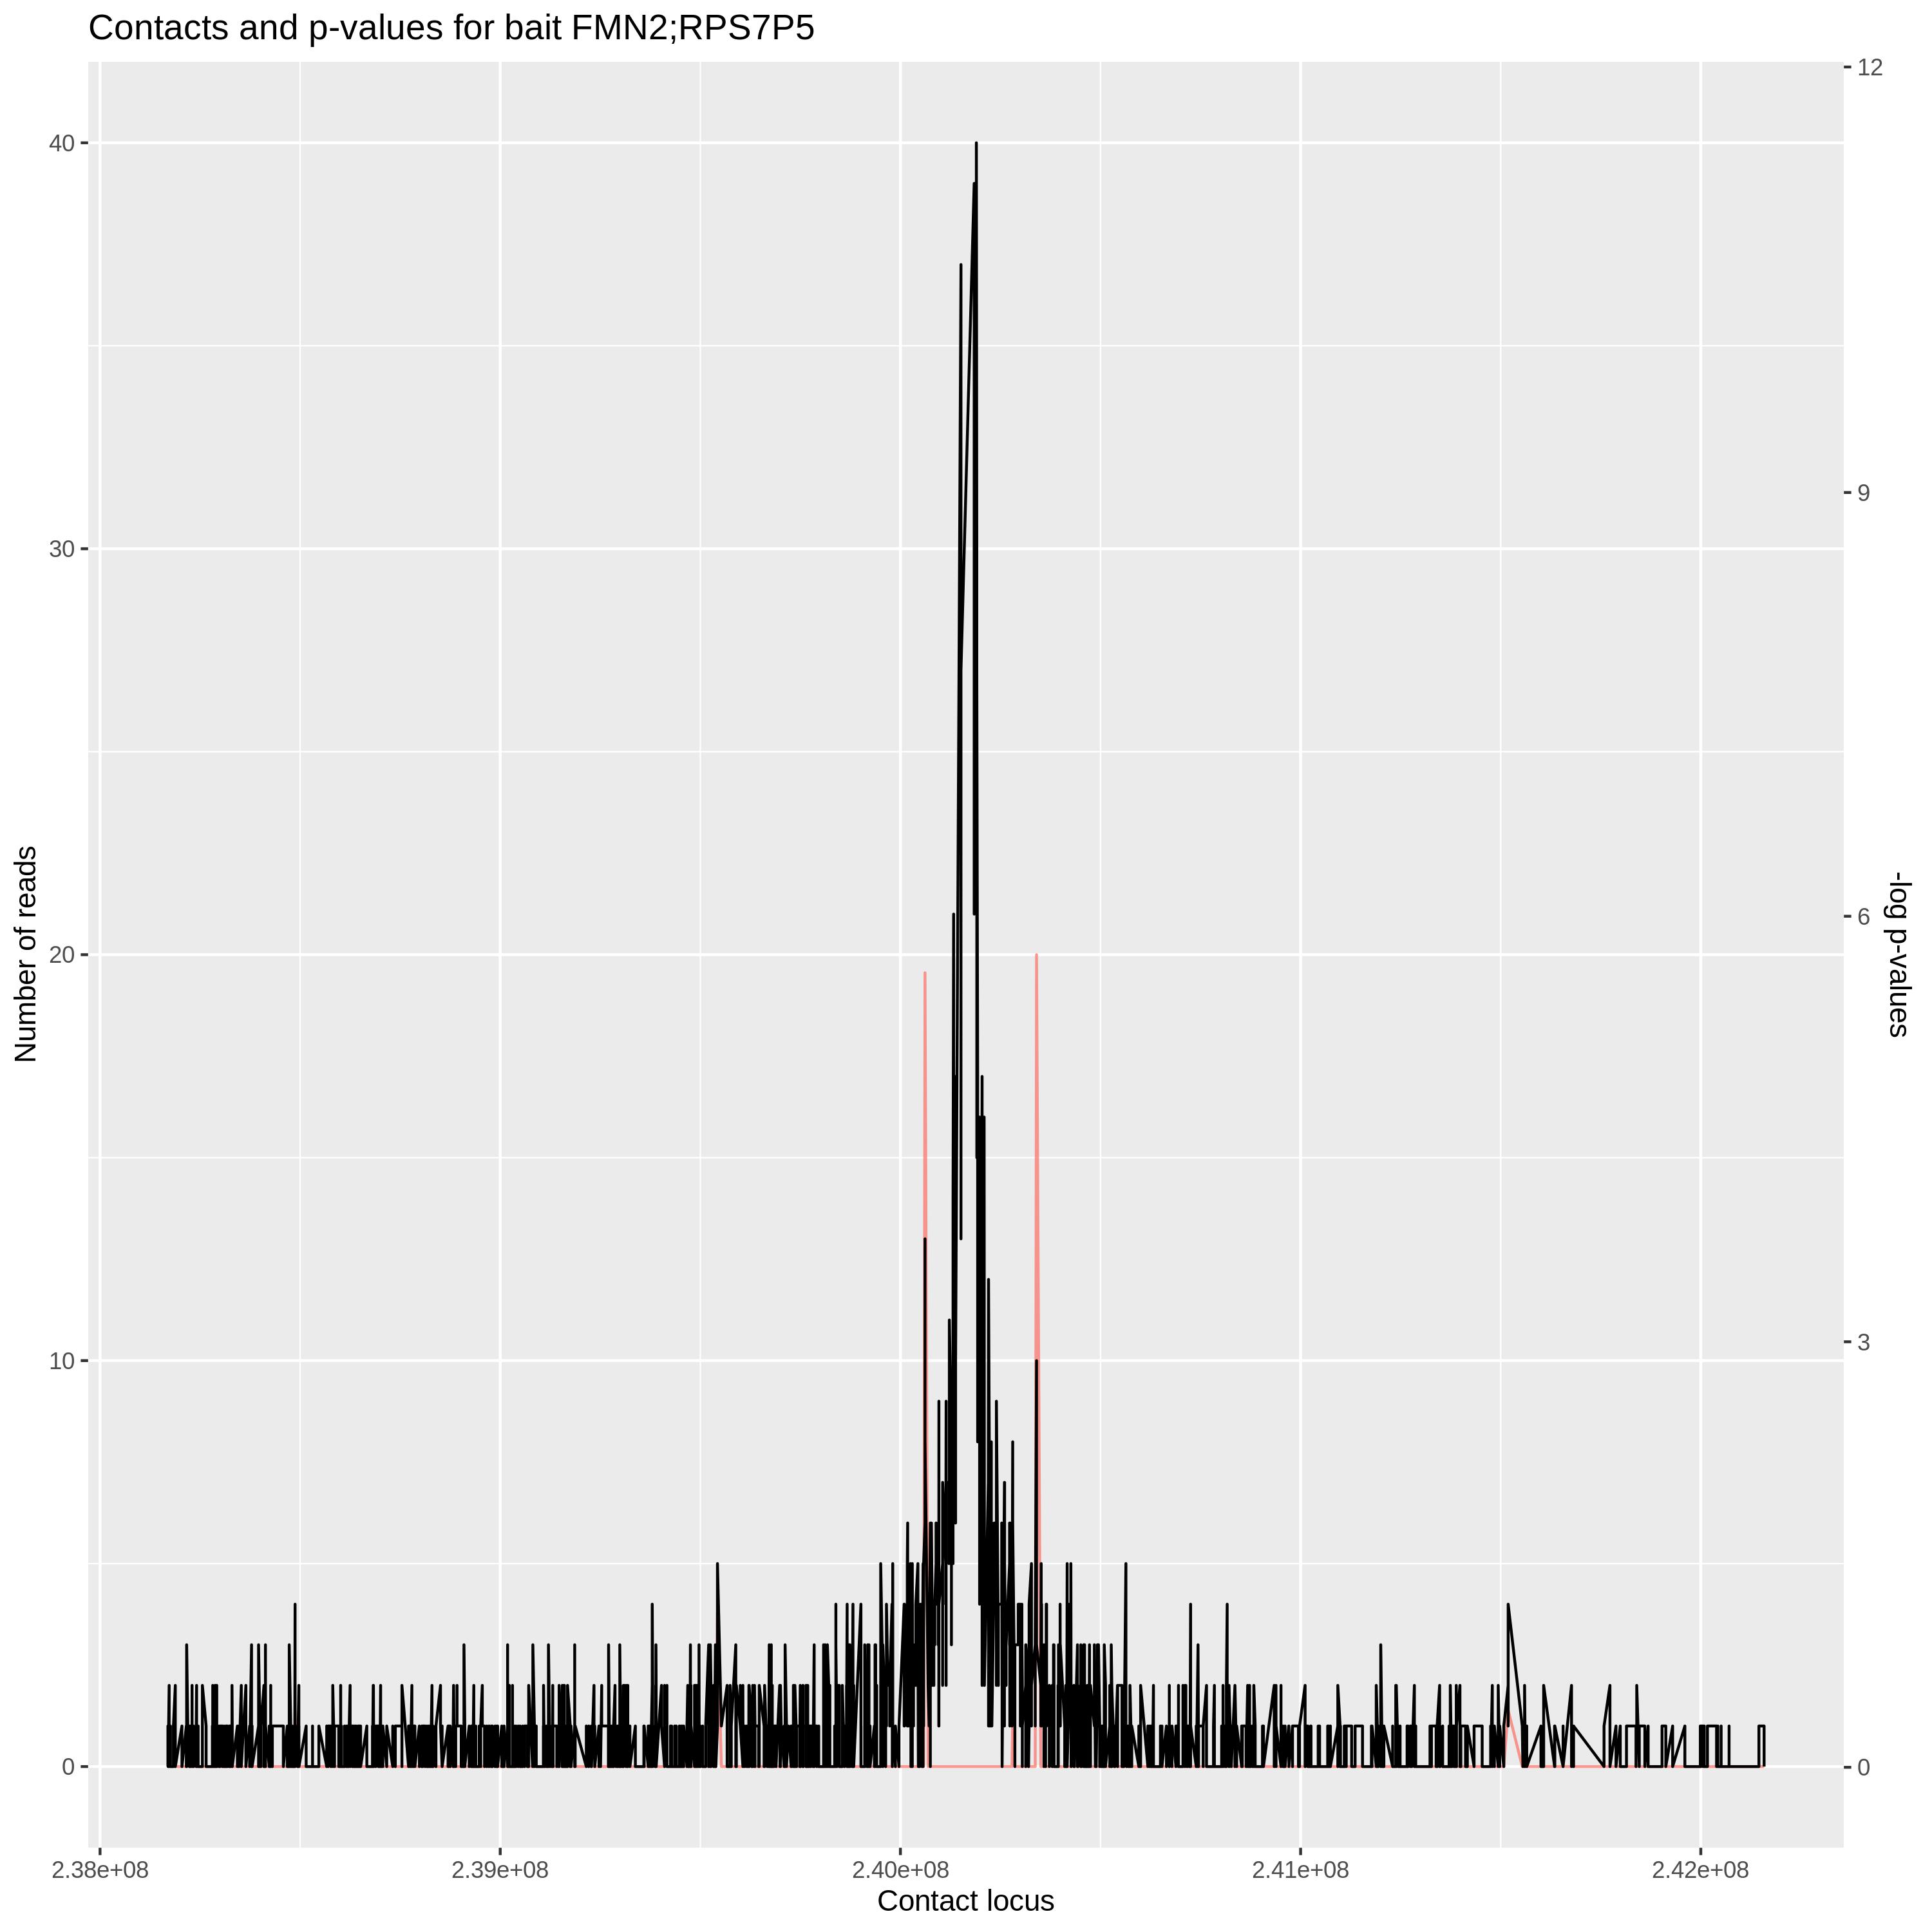 Contacts and p-values for bait FMN2;RPS7P5
12
40
9
30
Number of reads
-log p-values
6
20
3
10
0
0
2.38e+08
2.39e+08
2.40e+08
2.41e+08
2.42e+08
Contact locus